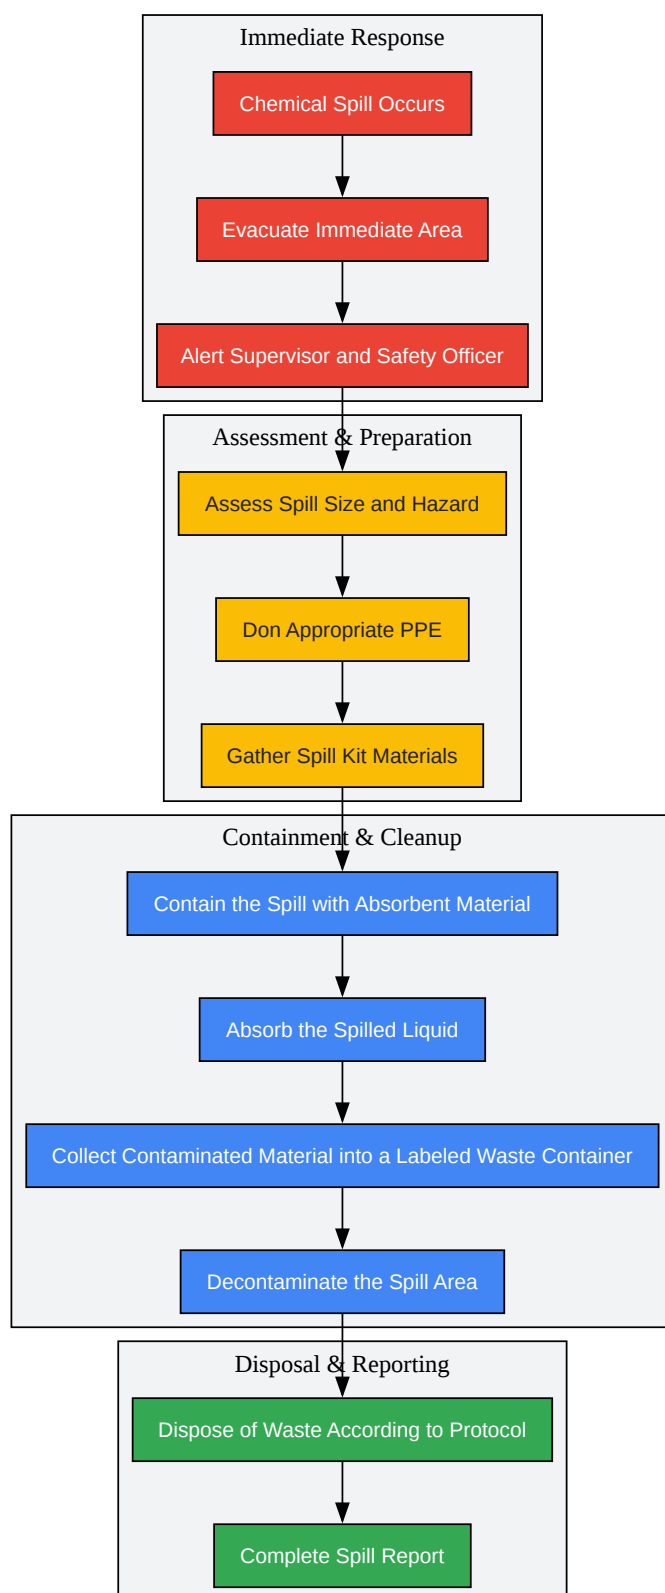 Immediate Response
Chemical Spill Occurs
Evacuate Immediate Area
Alert Supervisor and Safety Officer
Assessment & Preparation
Assess Spill Size and Hazard
Don Appropriate PPE
Gather Spill Kit Materials
Containment & Cleanup
Contain the Spill with Absorbent Material
Absorb the Spilled Liquid
Collect Contaminated Material into a Labeled Waste Container
Decontaminate the Spill Area
Disposal & Reporting
Dispose of Waste According to Protocol
Complete Spill Report